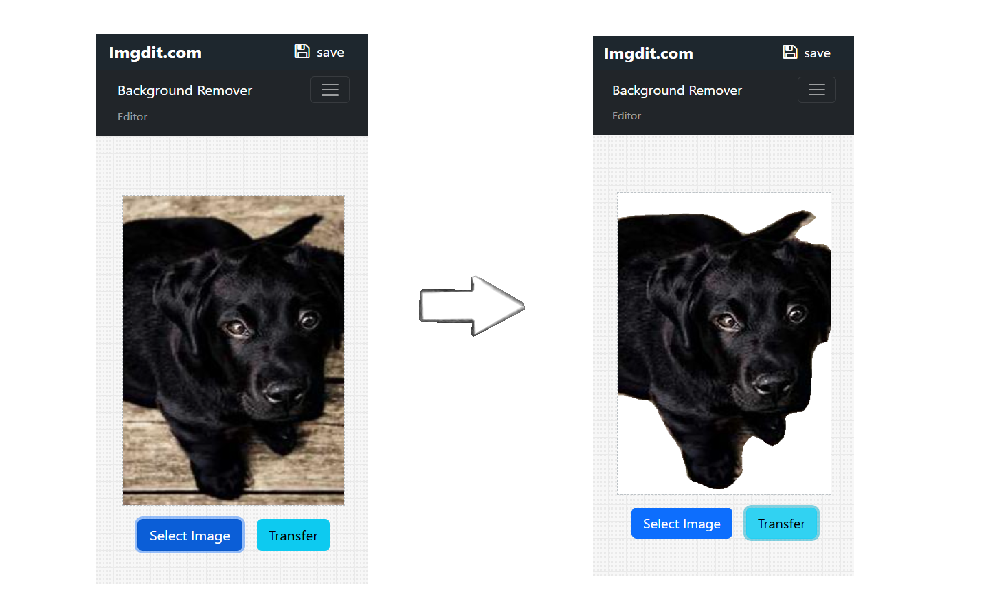 Imgdit.com save
Background Remover
Editor
Select Image Transfer
Imgdit.com save
Background Remover
Editor
Select Image Transfer